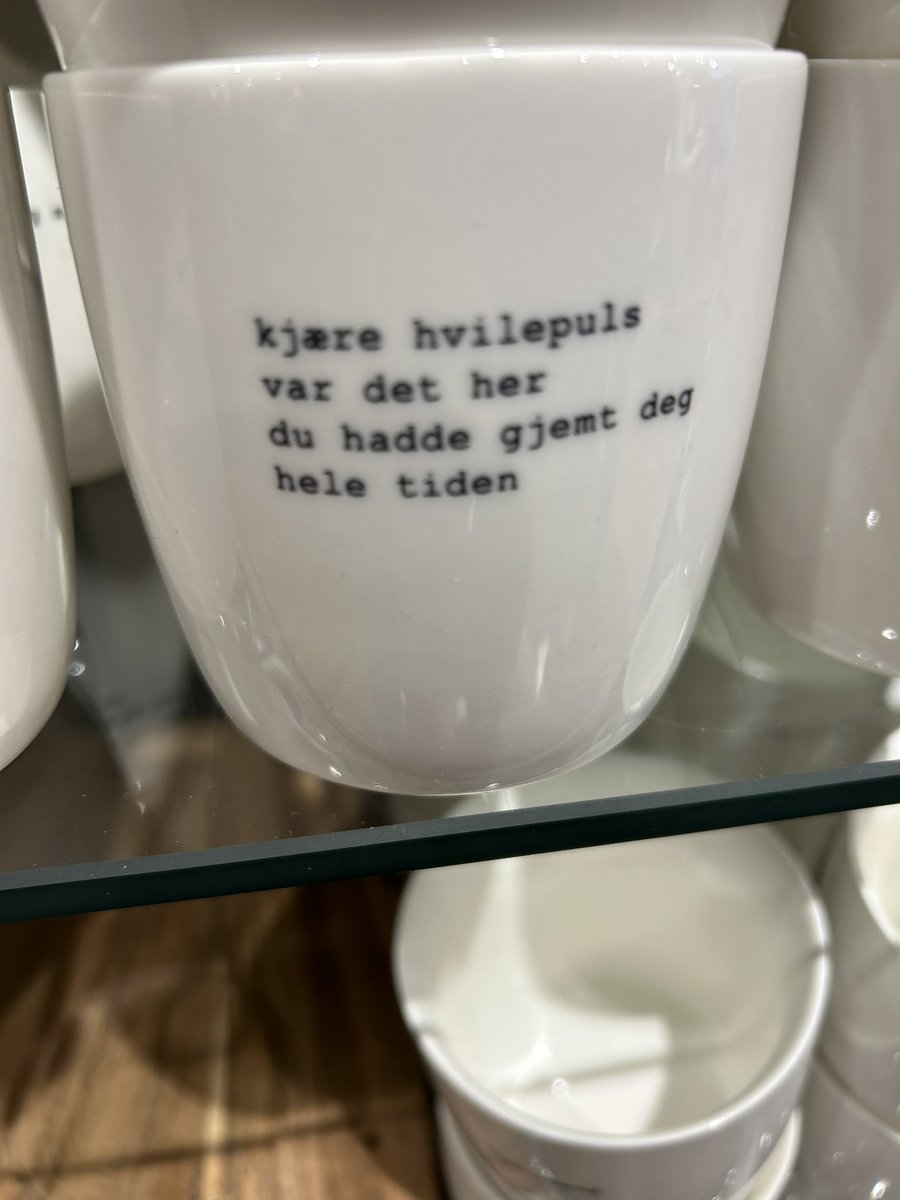 kjære hvilepuls
var det her
du hadde gjemt deg
hele tiden